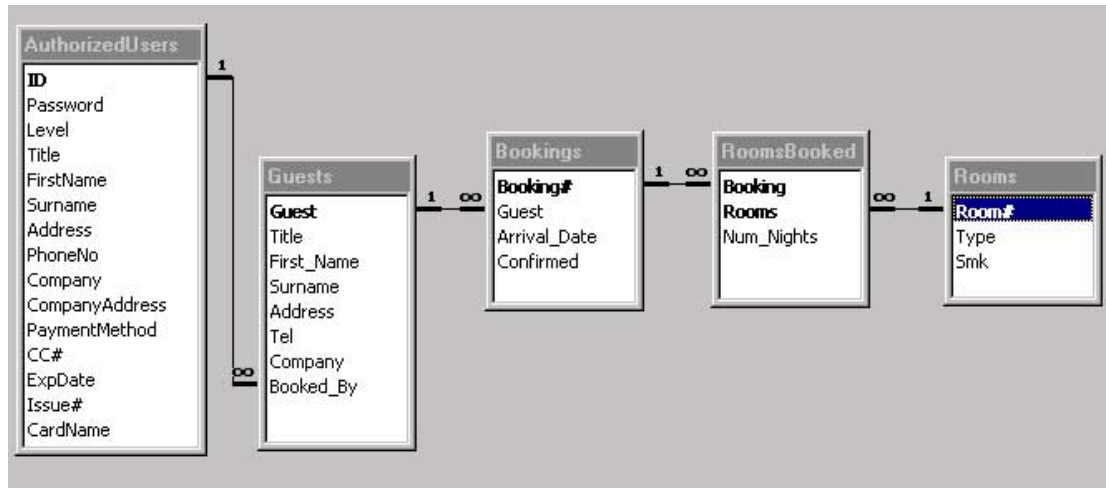 AuthorizedUsers
ID
Password
Level
Title
FirstName
Surname
Address
PhoneNo
Company
CompanyAddress
PaymentMethod
CC#
ExpDate
Issue#
CardName
1
∞
Guests
Guest
Title
First_Name
Surname
Address
Tel
Company
Booked_By
1 ∞
Bookings
Booking#
Guest
Arrival_Date
Confirmed
1 ∞
RoomsBooked
Booking
Rooms
Num_Nights
∞ 1
Rooms
Room#
Type
Smk